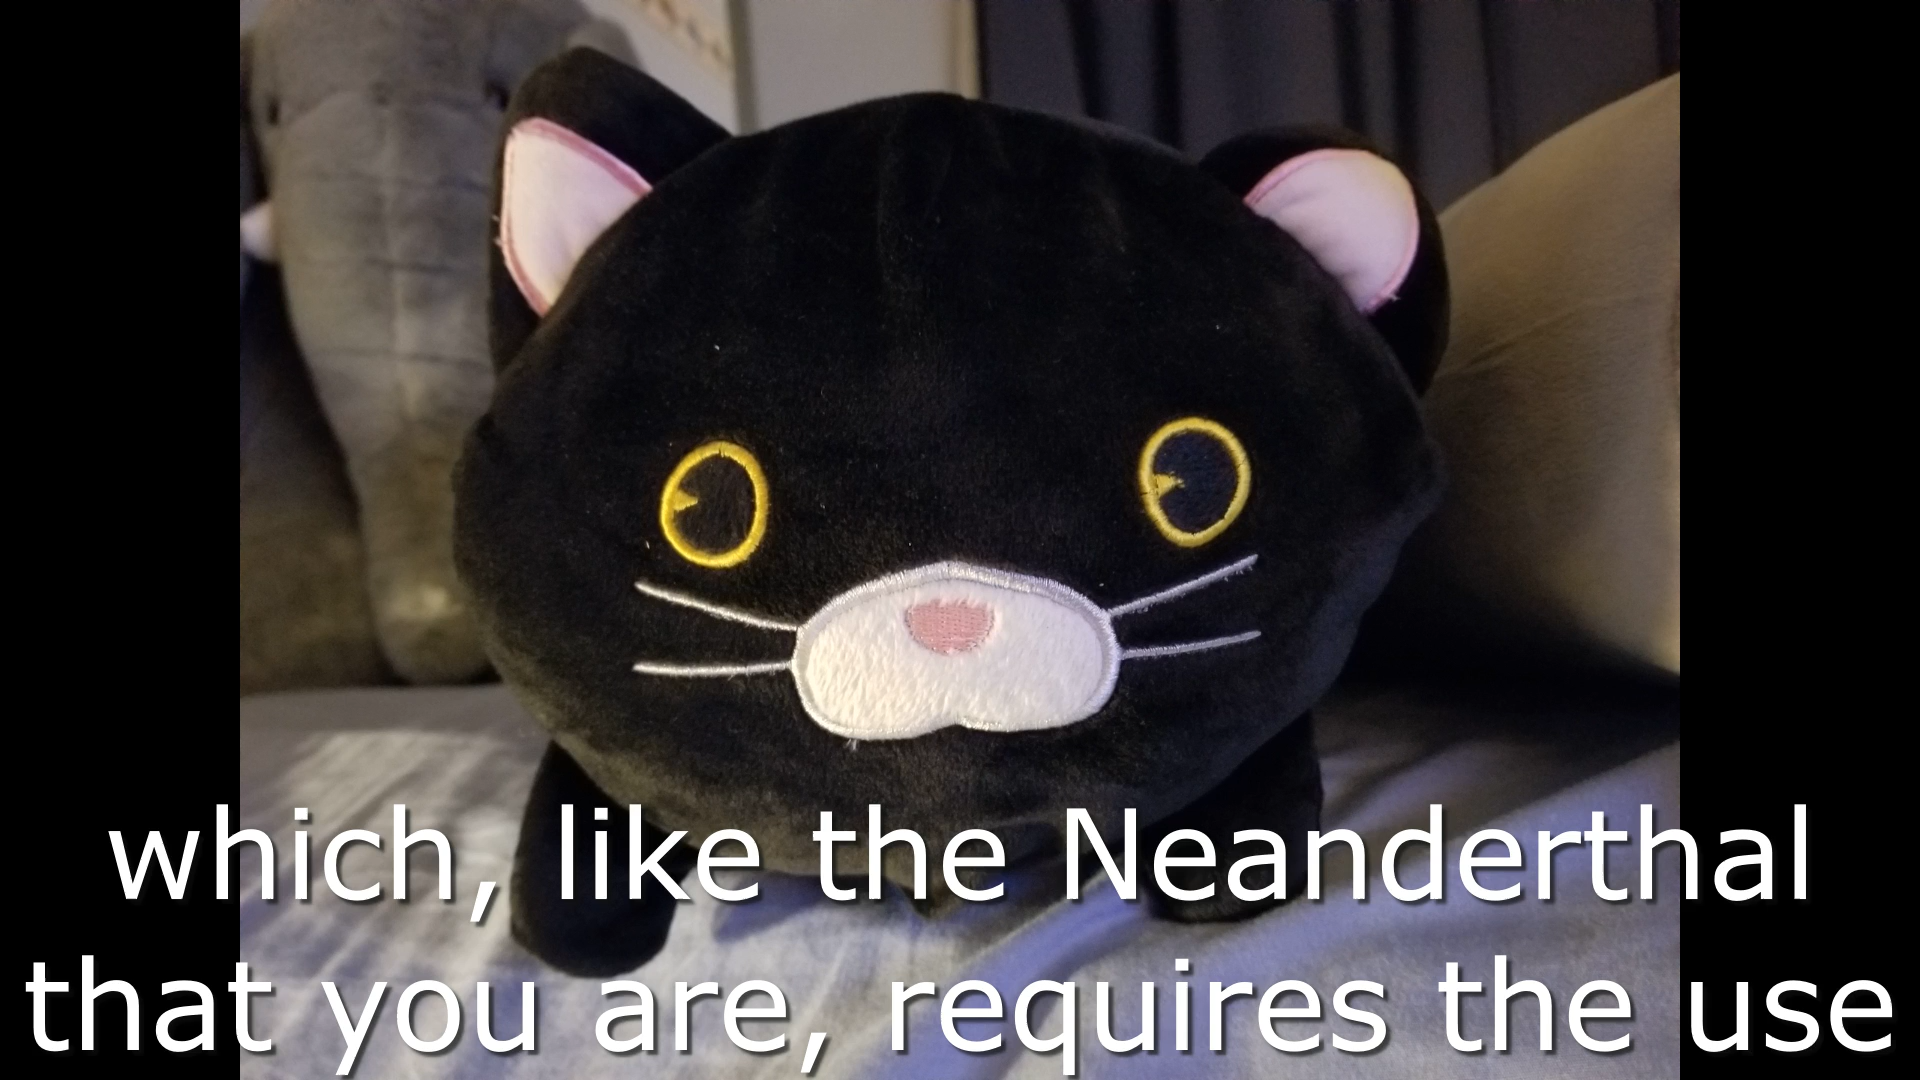 which, like the Neanderthal
that you are, requires the use